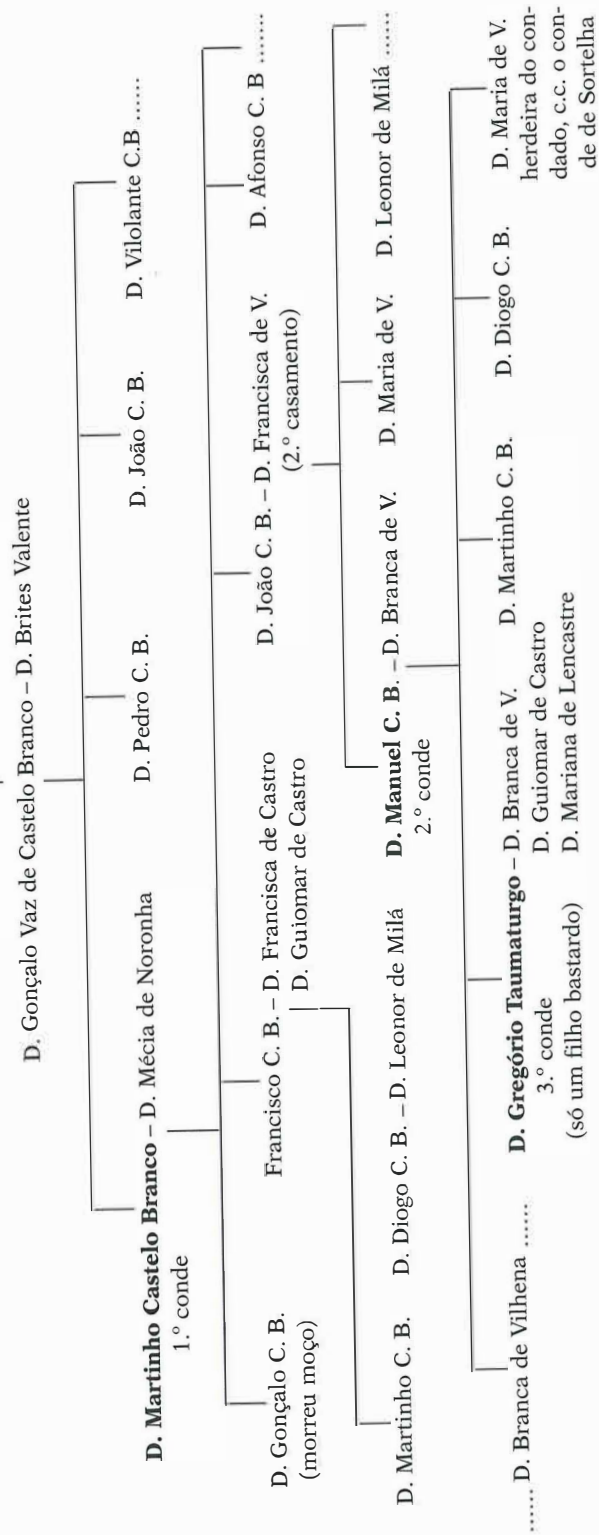 D. Gonçalo Vaz de Castelo Branco – D. Brites Valente
D. Martinho Castelo Branco – D. Mécia de Noronha
1.º conde
D. Pedro C. B.
D. João C. B.
D. Vilolante C.B ......
D. Gonçalo C. B.
(morreu moço)
Francisco C. B. – D. Francisca de Castro
D. Guiomar de Castro
D. João C. B. – D. Francisca de V.
(2.º casamento)
D. Afonso C. B ......
D. Martinho C. B.
D. Diogo C. B. – D. Leonor de Milá
D. Manuel C. B. – D. Branca de V.
2.º conde
D. Maria de V.
D. Leonor de Milá ......
...... D. Branca de Vilhena ......
D. Gregório Taumaturgo – D. Branca de V.
3.º conde
D. Guiomar de Castro
(só um filho bastardo)
D. Mariana de Lencastre
D. Martinho C. B.
D. Diogo C. B.
D. Maria de V.
herdeira do con-
dado, c.c. o con-
de de Sortelha